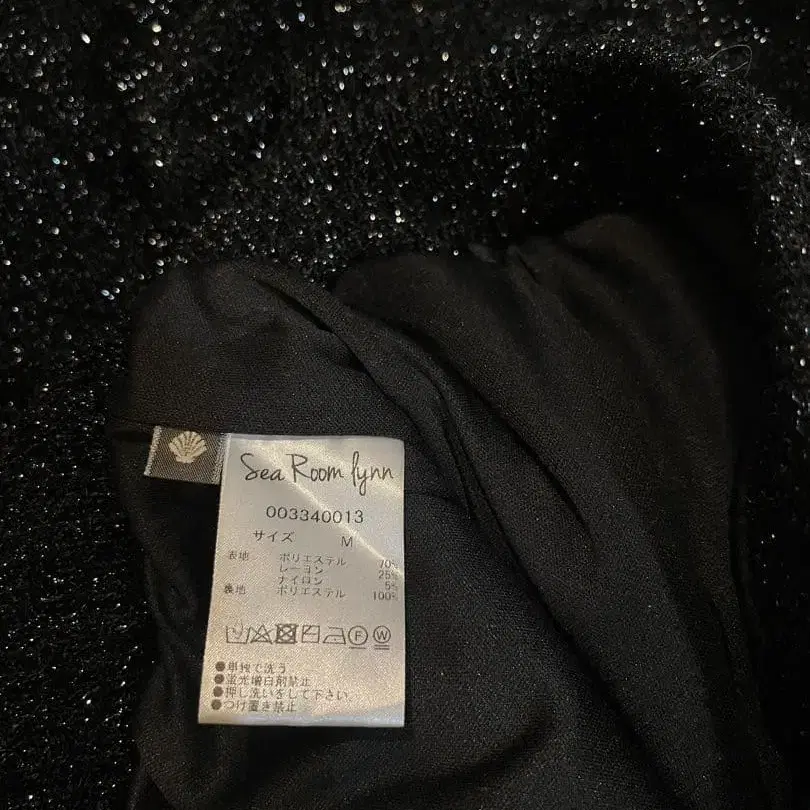 Sea Room lynn
003340013
サイズ M
表地 ポリエステル 70%
レーヨン 25%
ナイロン 5%
裏地 ポリエステル 100%
F W
●単独で洗う
●蛍光増白剤禁止
●押し洗いをして下さい。
●つけ置き禁止